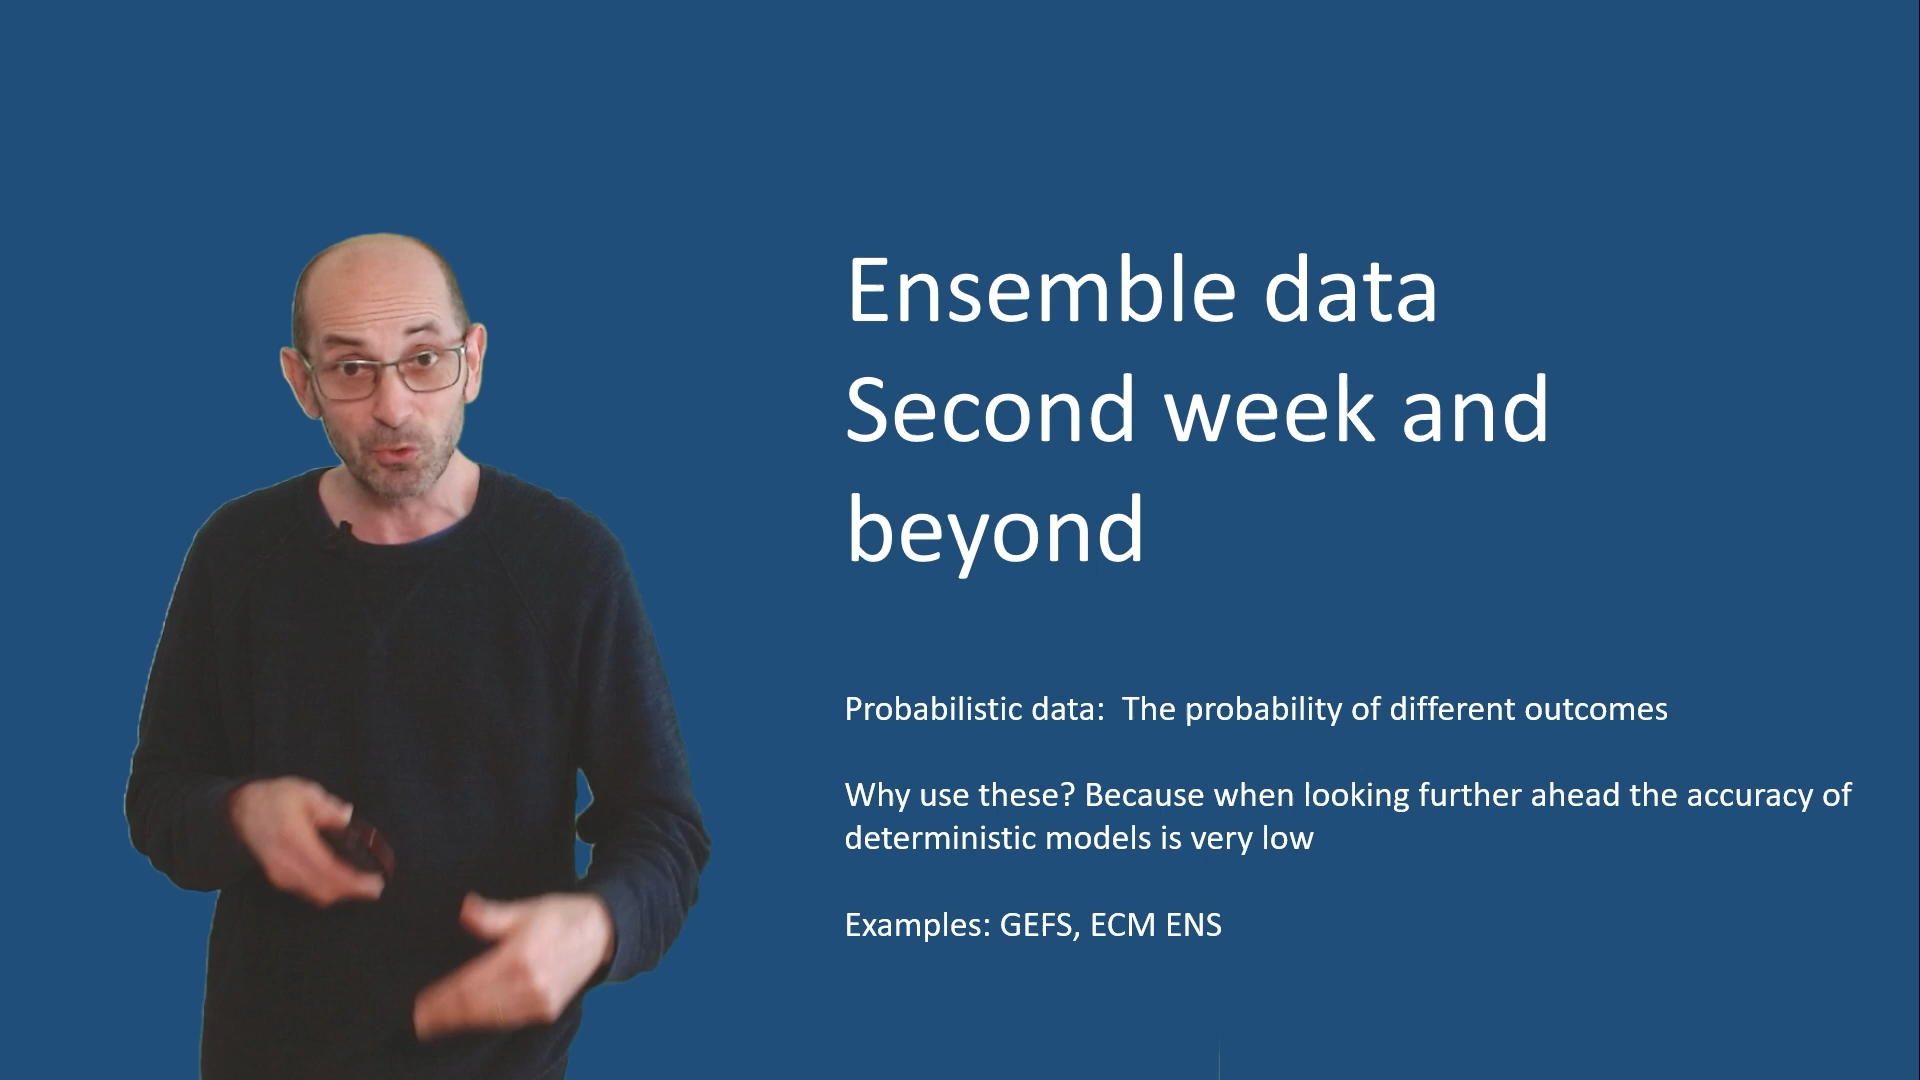 Ensemble data
Second week and
beyond
Probabilistic data:  The probability of different outcomes
Why use these? Because when looking further ahead the accuracy of
deterministic models is very low
Examples: GEFS, ECM ENS